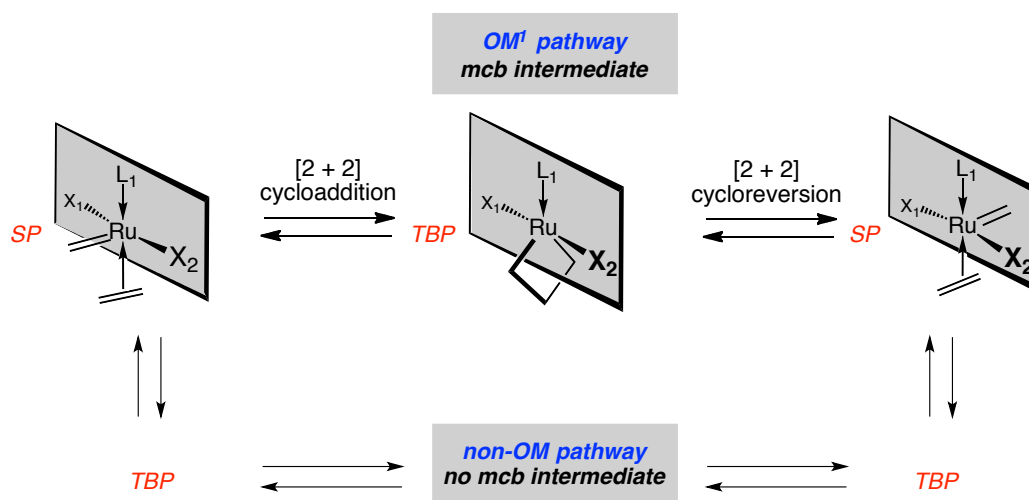 OM¹ pathway
mcb intermediate
[2 + 2]
cycloaddition
[2 + 2]
cycloreversion
L₁
X₁
Ru
X₂
SP
L₁
X₁
Ru
X₂
TBP
L₁
X₁
Ru
X₂
SP
non-OM pathway
no mcb intermediate
TBP
TBP